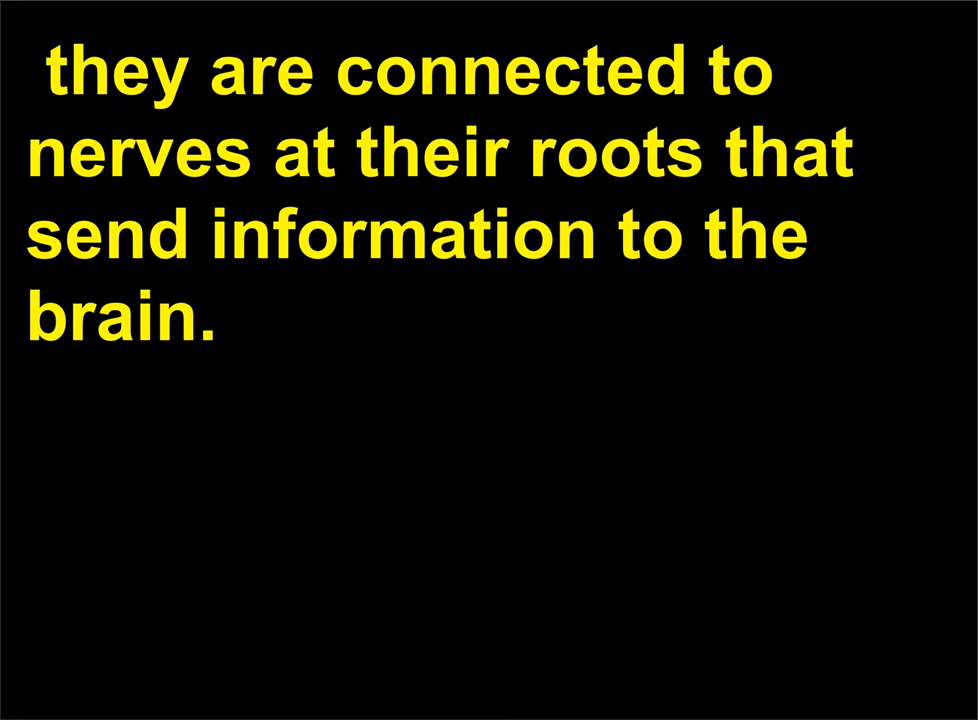 they are connected to
nerves at their roots that
send information to the
brain.